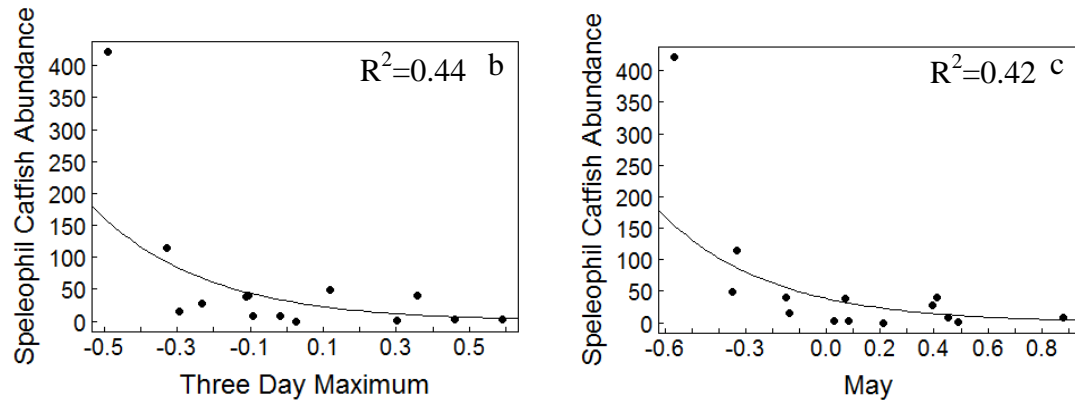 R²=0.44 b
Speleophil Catfish Abundance
400
350
300
250
200
150
100
50
0
-0.5 -0.3 -0.1 0.1 0.3 0.5
Three Day Maximum
R²=0.42 c
Speleophil Catfish Abundance
400
350
300
250
200
150
100
50
0
-0.6 -0.4 -0.2 0.0 0.2 0.4 0.6 0.8
May